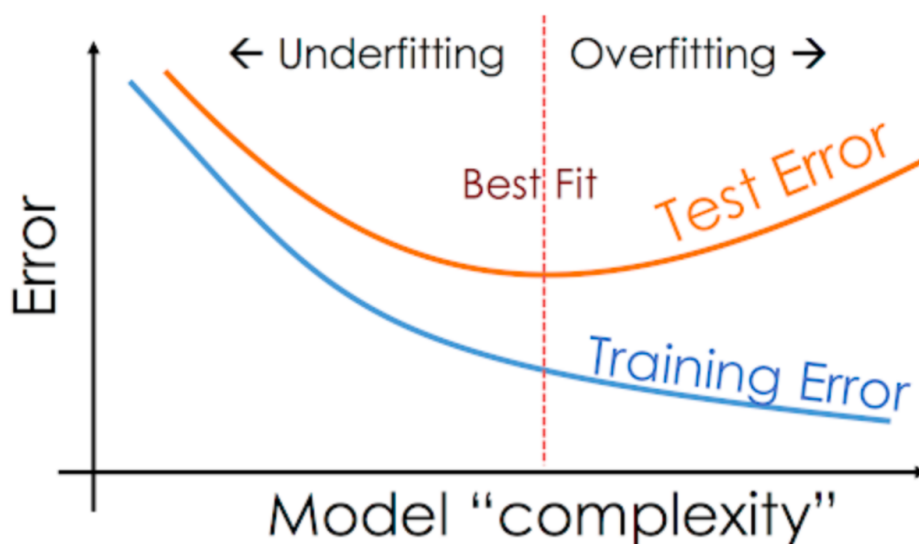 ← Underfitting
Overfitting →
Best Fit
Test Error
Training Error
Error
Model “complexity”